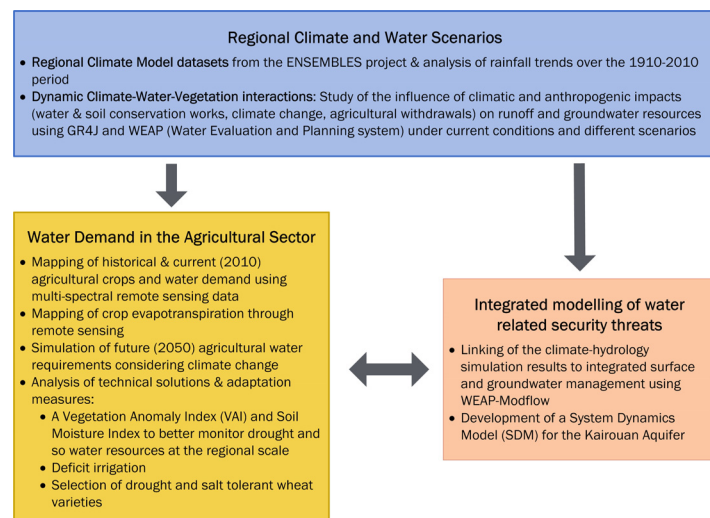 Regional Climate and Water Scenarios
• Regional Climate Model datasets from the ENSEMBLES project & analysis of rainfall trends over the 1910-2010
period
• Dynamic Climate-Water-Vegetation interactions: Study of the influence of climatic and anthropogenic impacts
(water & soil conservation works, climate change, agricultural withdrawals) on runoff and groundwater resources
using GR4J and WEAP (Water Evaluation and Planning system) under current conditions and different scenarios
Water Demand in the Agricultural Sector
• Mapping of historical & current (2010)
agricultural crops and water demand using
multi-spectral remote sensing data
• Mapping of crop evapotranspiration through
remote sensing
• Simulation of future (2050) agricultural water
requirements considering climate change
• Analysis of technical solutions & adaptation
measures:
• A Vegetation Anomaly Index (VAI) and Soil
Moisture Index to better monitor drought and
so water resources at the regional scale
• Deficit irrigation
• Selection of drought and salt tolerant wheat
varieties
Integrated modelling of water
related security threats
• Linking of the climate-hydrology
simulation results to integrated surface
and groundwater management using
WEAP-Modflow
• Development of a System Dynamics
Model (SDM) for the Kairouan Aquifer